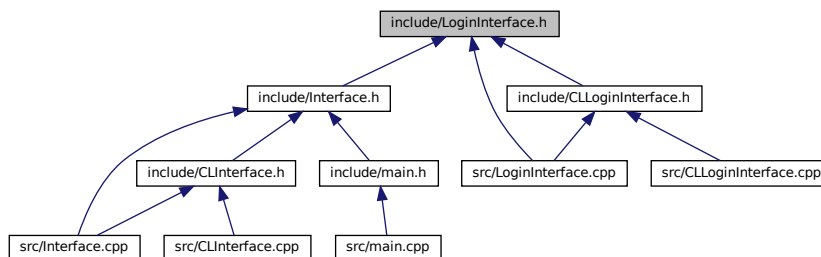 include/LoginInterface.h
include/Interface.h
include/CLLoginInterface.h
include/CLInterface.h
include/main.h
src/LoginInterface.cpp
src/CLLoginInterface.cpp
src/Interface.cpp
src/CLInterface.cpp
src/main.cpp